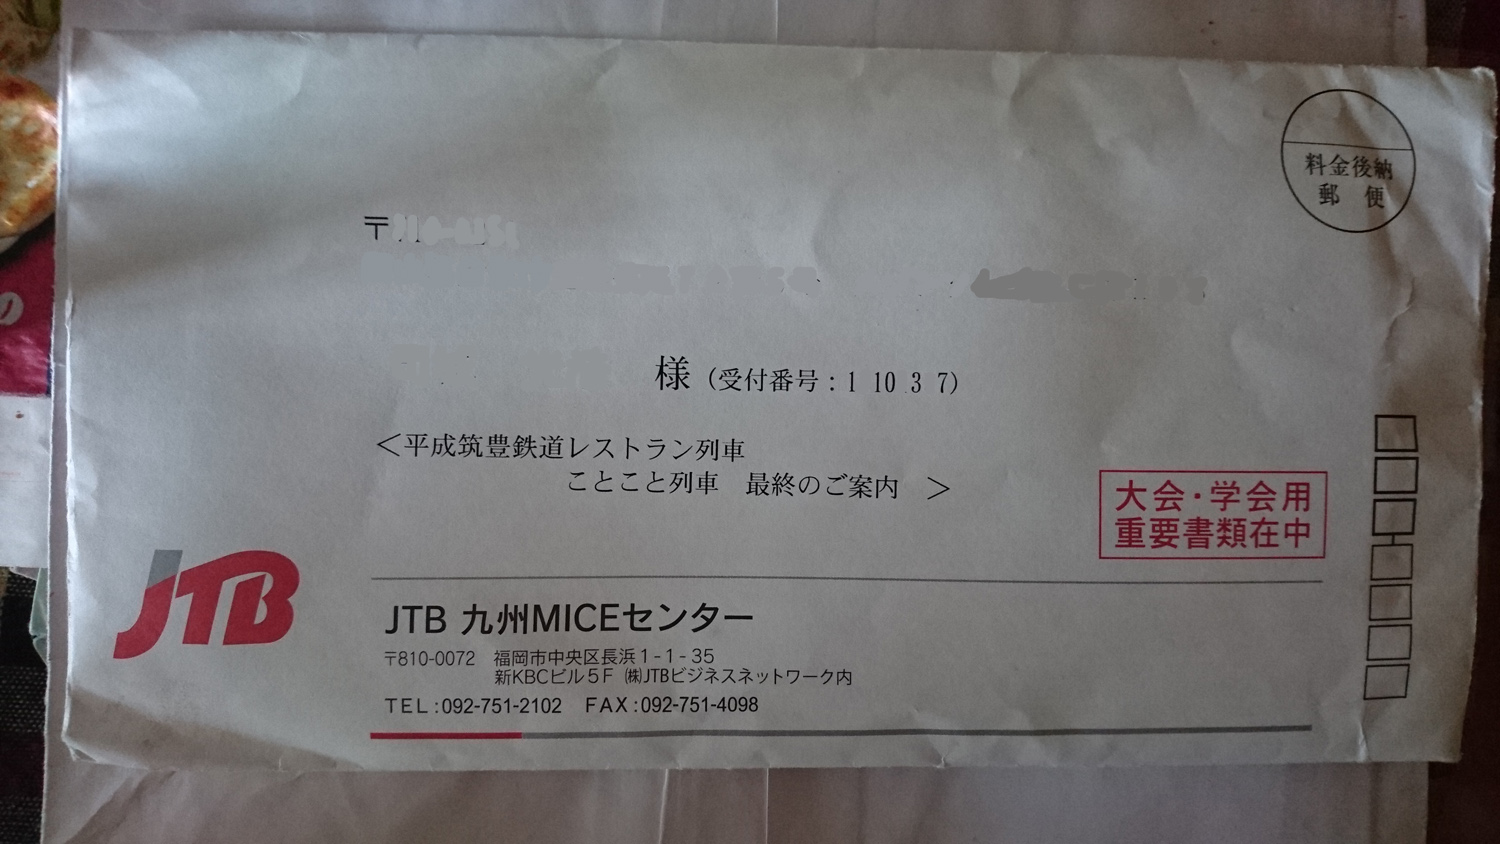 料金後納
郵便
〒
様（受付番号：1 10 3 7）
＜平成筑豊鉄道レストラン列車
ことこと列車　最終のご案内　＞
大会・学会用
重要書類在中
JTB
JTB 九州MICEセンター
〒810-0072　福岡市中央区長浜1-1-35
新KBCビル5F ㈱JTBビジネスネットワーク内
TEL:092-751-2102　FAX:092-751-4098
の